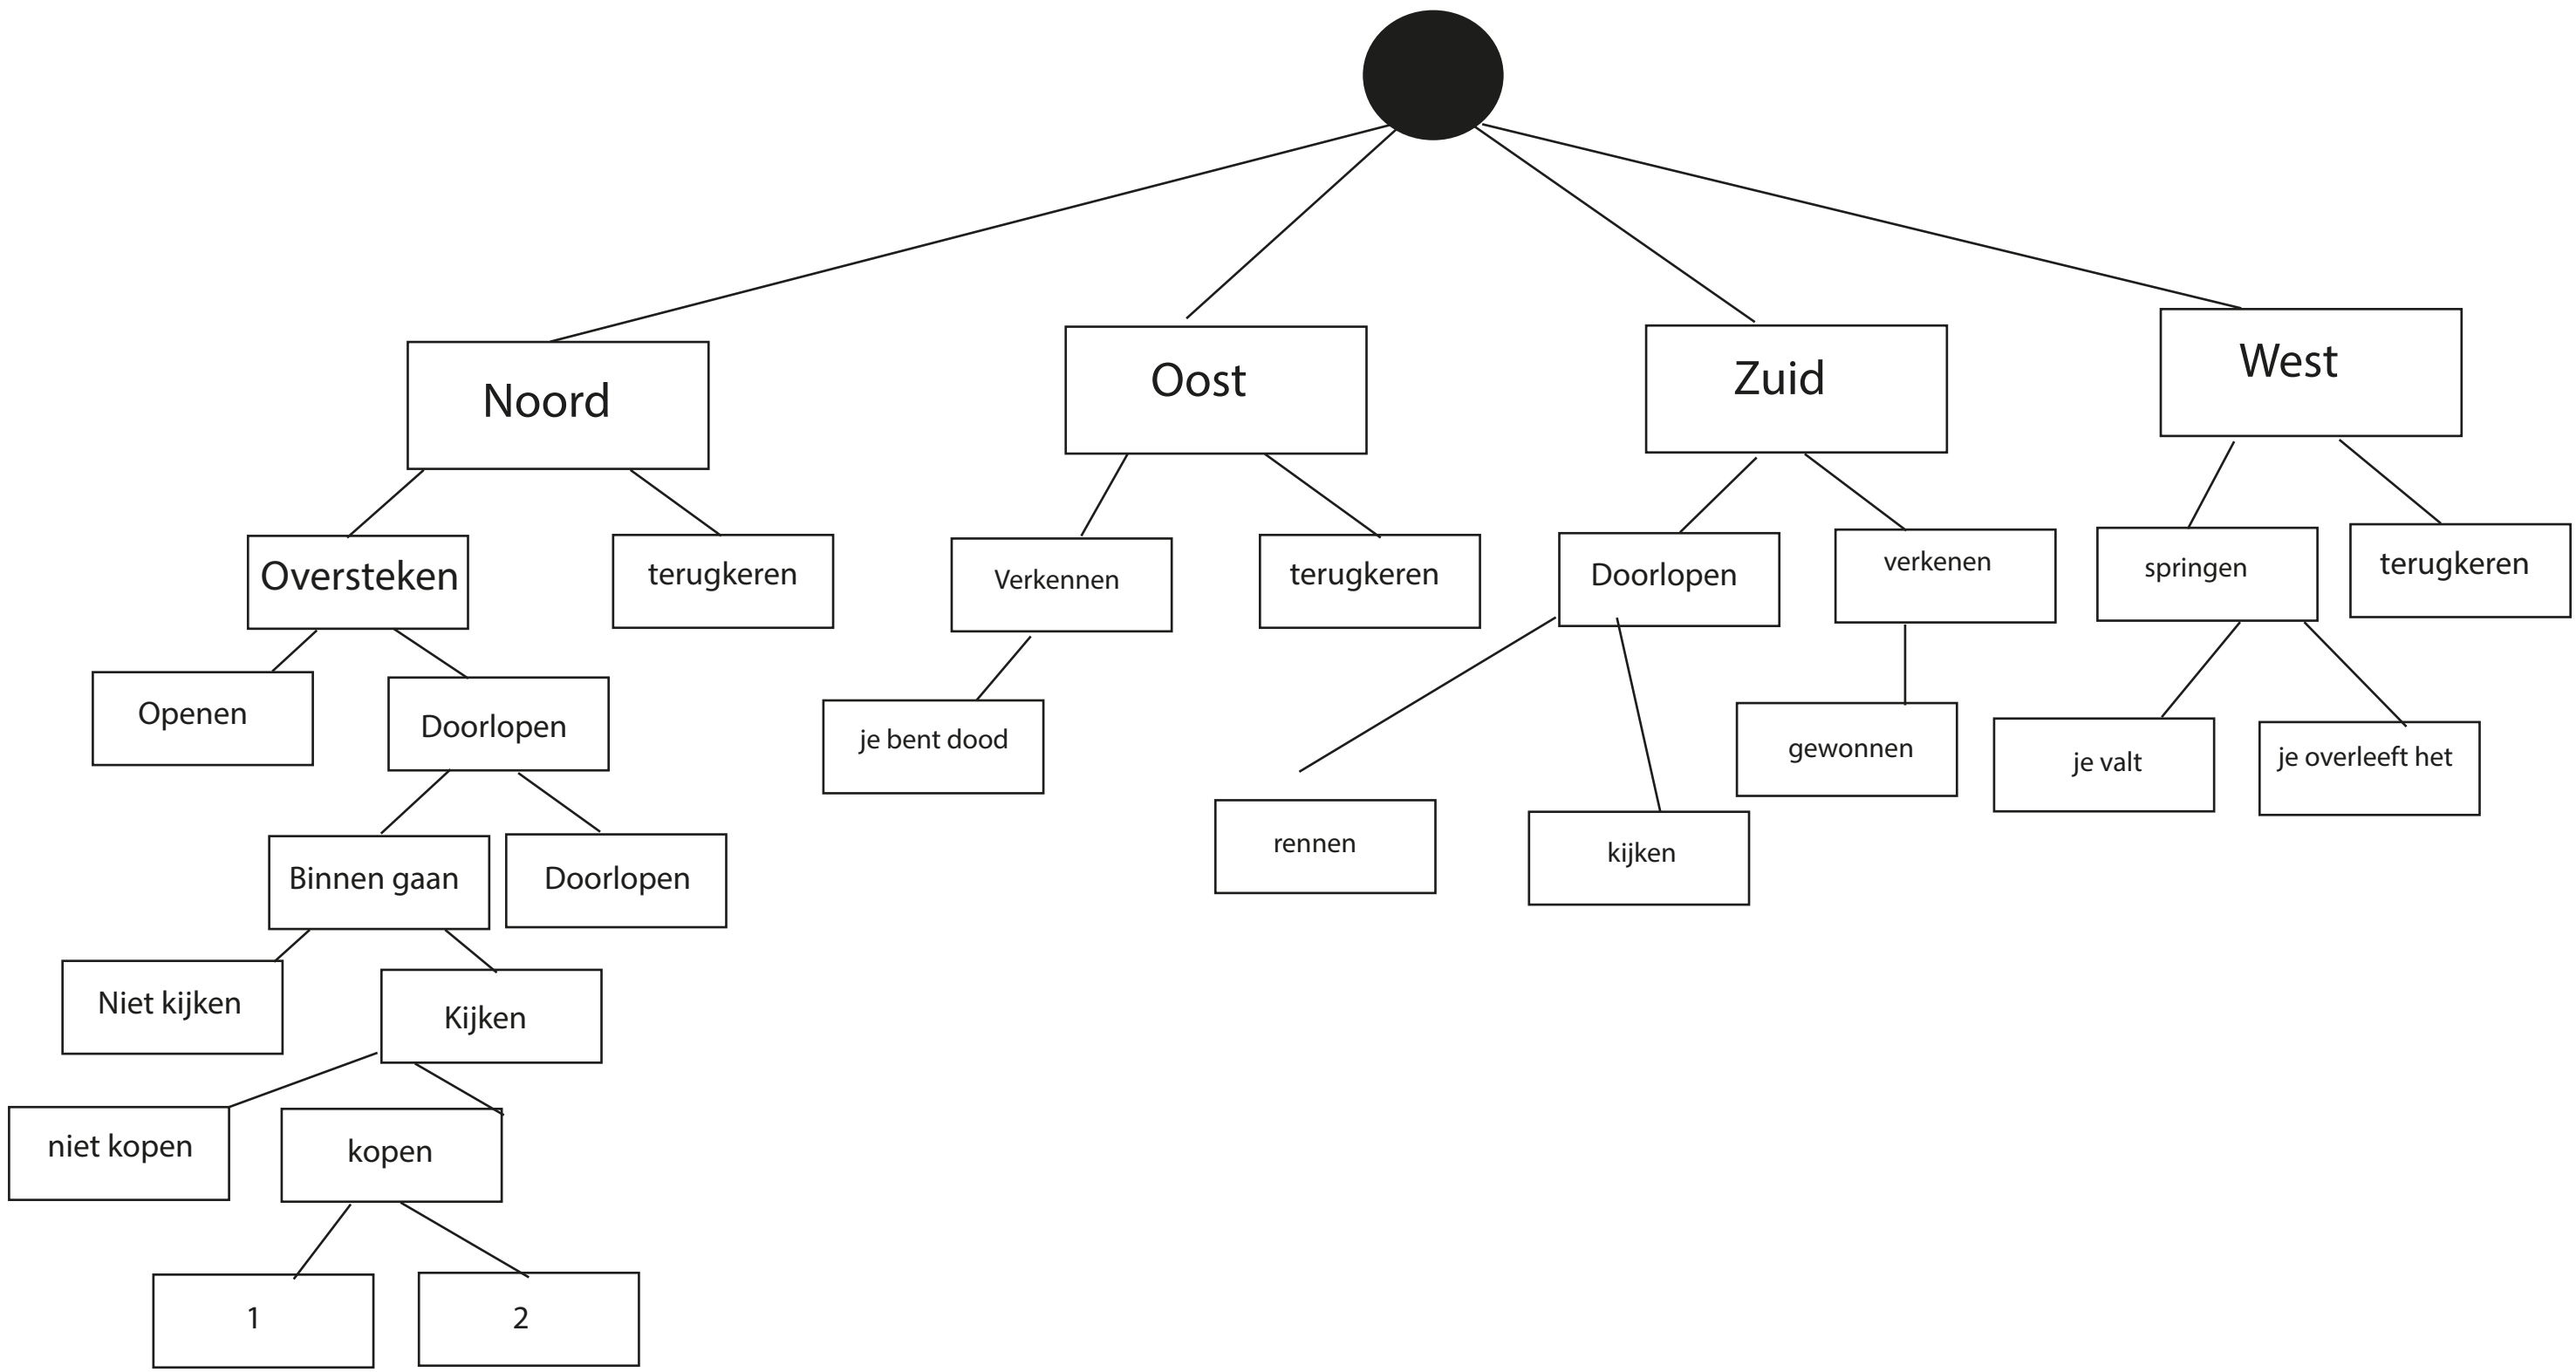 Noord
Oost
Zuid
West
Oversteken
terugkeren
Verkennen
terugkeren
Doorlopen
verkenen
springen
terugkeren
Openen
Doorlopen
je bent dood
gewonnen
je valt
je overleeft het
rennen
kijken
Binnen gaan
Doorlopen
Niet kijken
Kijken
niet kopen
kopen
1
2